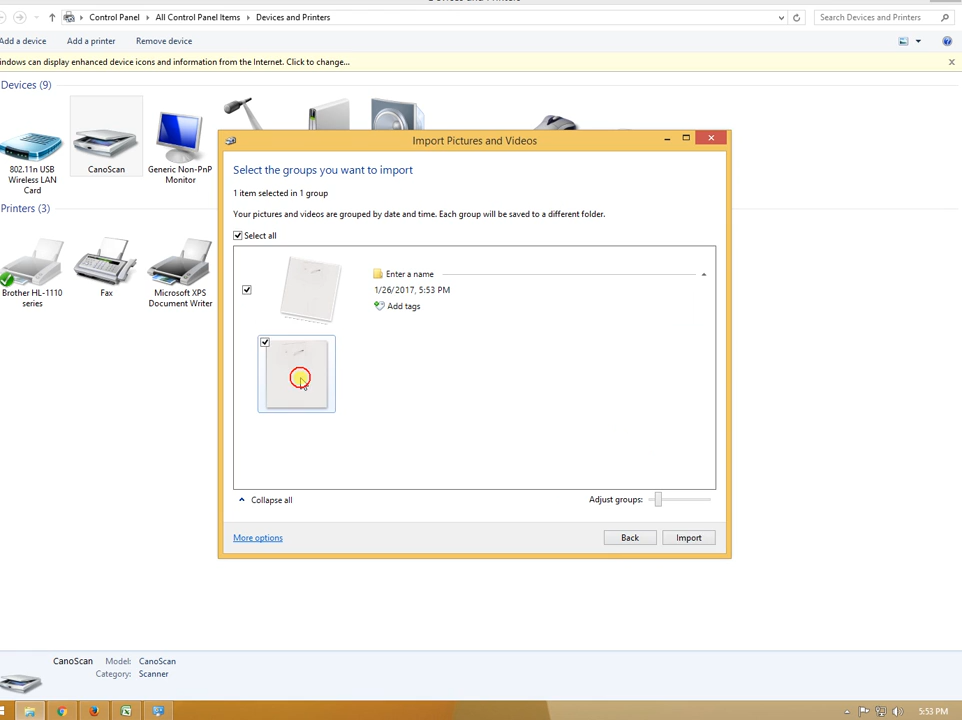 Control Panel
All Control Panel Items
Devices and Printers
Search Devices and Printers
Add a device
Add a printer
Remove device
ndows can display enhanced device icons and information from the Internet. Click to change...
Devices (9)
802.11n USB
Wireless LAN
Card
CanoScan
Generic Non-PnP
Monitor
Printers (3)
Brother HL-1110
series
Fax
Microsoft XPS
Document Writer
Import Pictures and Videos
Select the groups you want to import
1 item selected in 1 group
Your pictures and videos are grouped by date and time. Each group will be saved to a different folder.
Select all
Enter a name
1/26/2017, 5:53 PM
Add tags
Collapse all
Adjust groups:
More options
Back
Import
CanoScan
Model: CanoScan
Category: Scanner
5:53 PM